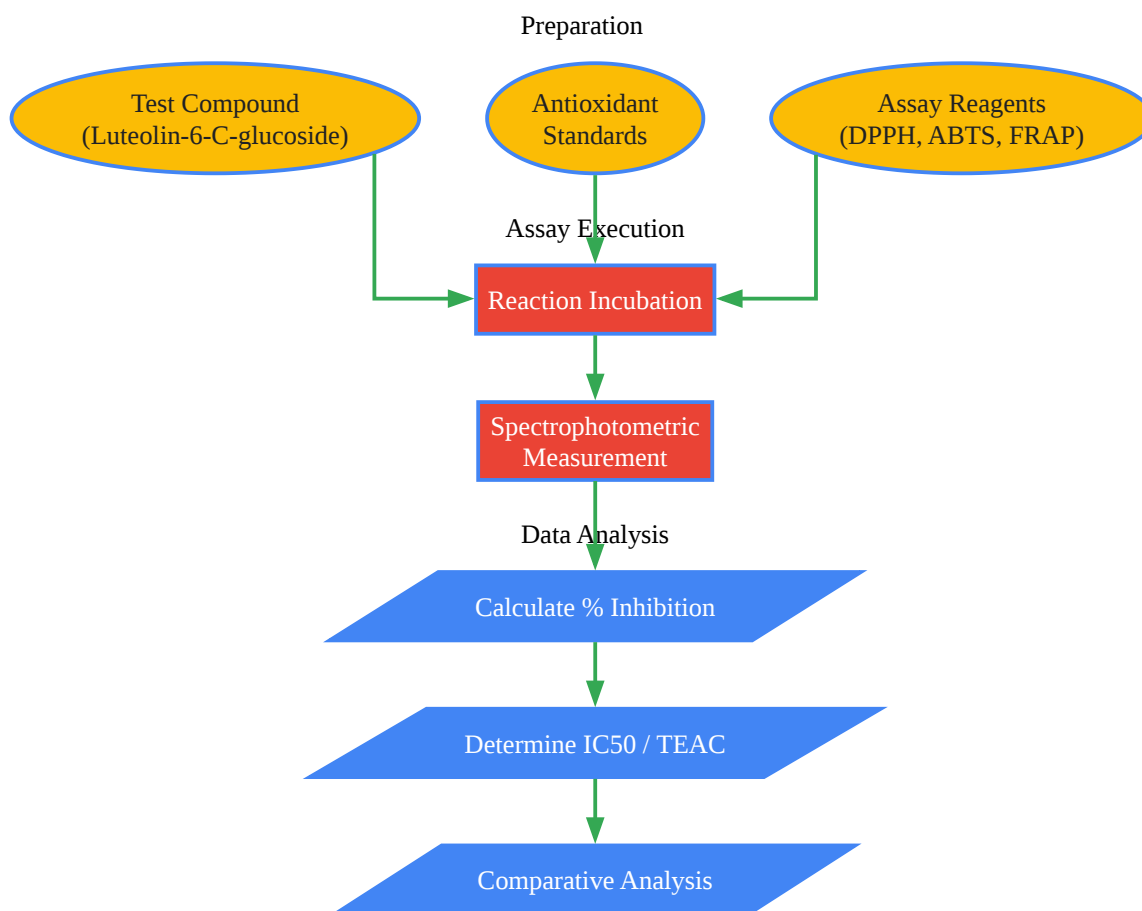 Preparation
Test Compound
(Luteolin-6-C-glucoside)
Antioxidant
Standards
Assay Reagents
(DPPH, ABTS, FRAP)
Assay Execution
Reaction Incubation
Spectrophotometric
Measurement
Data Analysis
Calculate % Inhibition
Determine IC50 / TEAC
Comparative Analysis